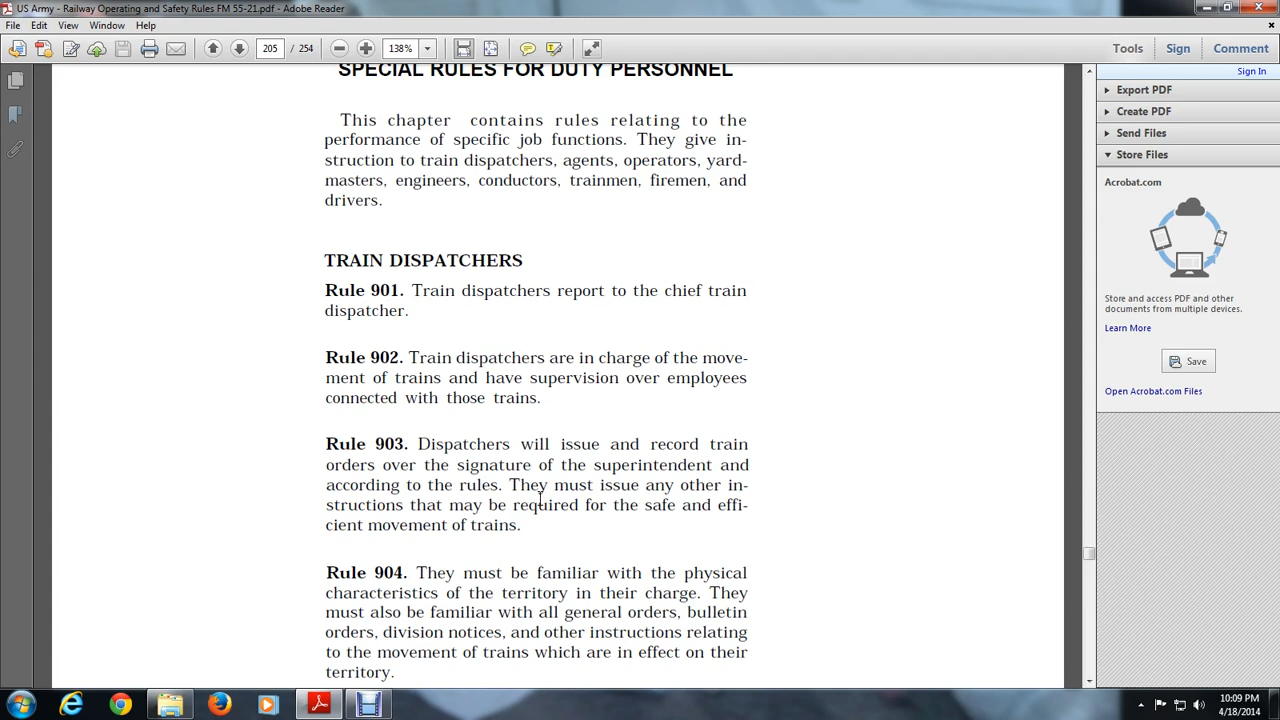 US Army - Railway Operating and Safety Rules FM 55-21.pdf - Adobe Reader
File Edit View Window Help
205 / 254 138% Tools Sign Comment
SPECIAL RULES FOR DUTY PERSONNEL
This chapter contains rules relating to the
performance of specific job functions. They give in-
struction to train dispatchers, agents, operators, yard-
masters, engineers, conductors, trainmen, firemen, and
drivers.
TRAIN DISPATCHERS
Rule 901. Train dispatchers report to the chief train
dispatcher.
Rule 902. Train dispatchers are in charge of the move-
ment of trains and have supervision over employees
connected with those trains.
Rule 903. Dispatchers will issue and record train
orders over the signature of the superintendent and
according to the rules. They must issue any other in-
structions that may be required for the safe and effi-
cient movement of trains.
Rule 904. They must be familiar with the physical
characteristics of the territory in their charge. They
must also be familiar with all general orders, bulletin
orders, division notices, and other instructions relating
to the movement of trains which are in effect on their
territory.
Sign In
Export PDF
Create PDF
Send Files
Store Files
Acrobat.com
Store and access PDF and other
documents from multiple devices.
Learn More
Save
Open Acrobat.com Files
10:09 PM
4/18/2014